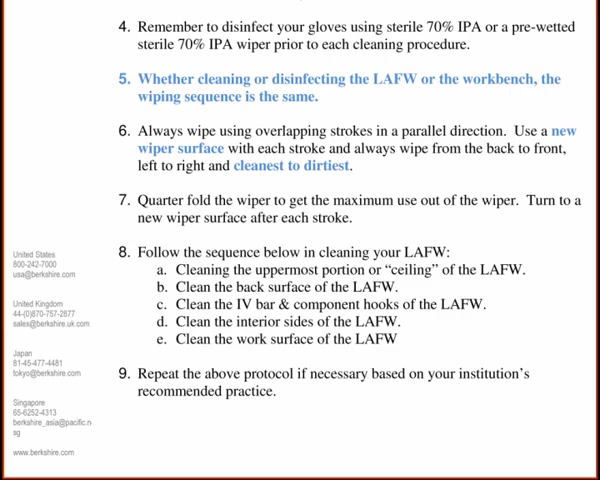 4. Remember to disinfect your gloves using sterile 70% IPA or a pre-wetted
sterile 70% IPA wiper prior to each cleaning procedure.
5. Whether cleaning or disinfecting the LAFW or the workbench, the
wiping sequence is the same.
6. Always wipe using overlapping strokes in a parallel direction. Use a new
wiper surface with each stroke and always wipe from the back to front,
left to right and cleanest to dirtiest.
7. Quarter fold the wiper to get the maximum use out of the wiper. Turn to a
new wiper surface after each stroke.
8. Follow the sequence below in cleaning your LAFW:
a. Cleaning the uppermost portion or “ceiling” of the LAFW.
b. Clean the back surface of the LAFW.
c. Clean the IV bar & component hooks of the LAFW.
d. Clean the interior sides of the LAFW.
e. Clean the work surface of the LAFW
9. Repeat the above protocol if necessary based on your institution’s
recommended practice.
United States
800-242-7000
usa@berkshire.com
United Kingdom
44-(0)870-757-2877
sales@berkshire.uk.com
Japan
81-45-477-4481
tokyo@berkshire.com
Singapore
65-6252-4313
berkshire_asia@pacific.n
sg
www.berkshire.com